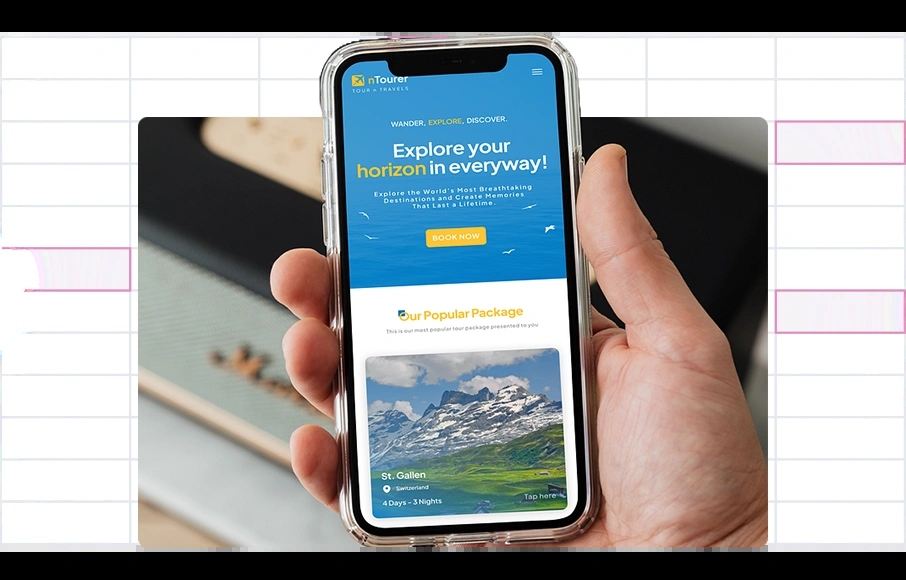 nTourer
TOUR n TRAVELS
WANDER, EXPLORE, DISCOVER.
Explore your
horizon in everyway!
Explore the World's Most Breathtaking
Destinations and Create Memories
That Last a Lifetime.
BOOK NOW
Our Popular Package
This is our most popular tour package presented to you
St. Gallen
Switzerland
4 Days - 3 Nights
Tap here